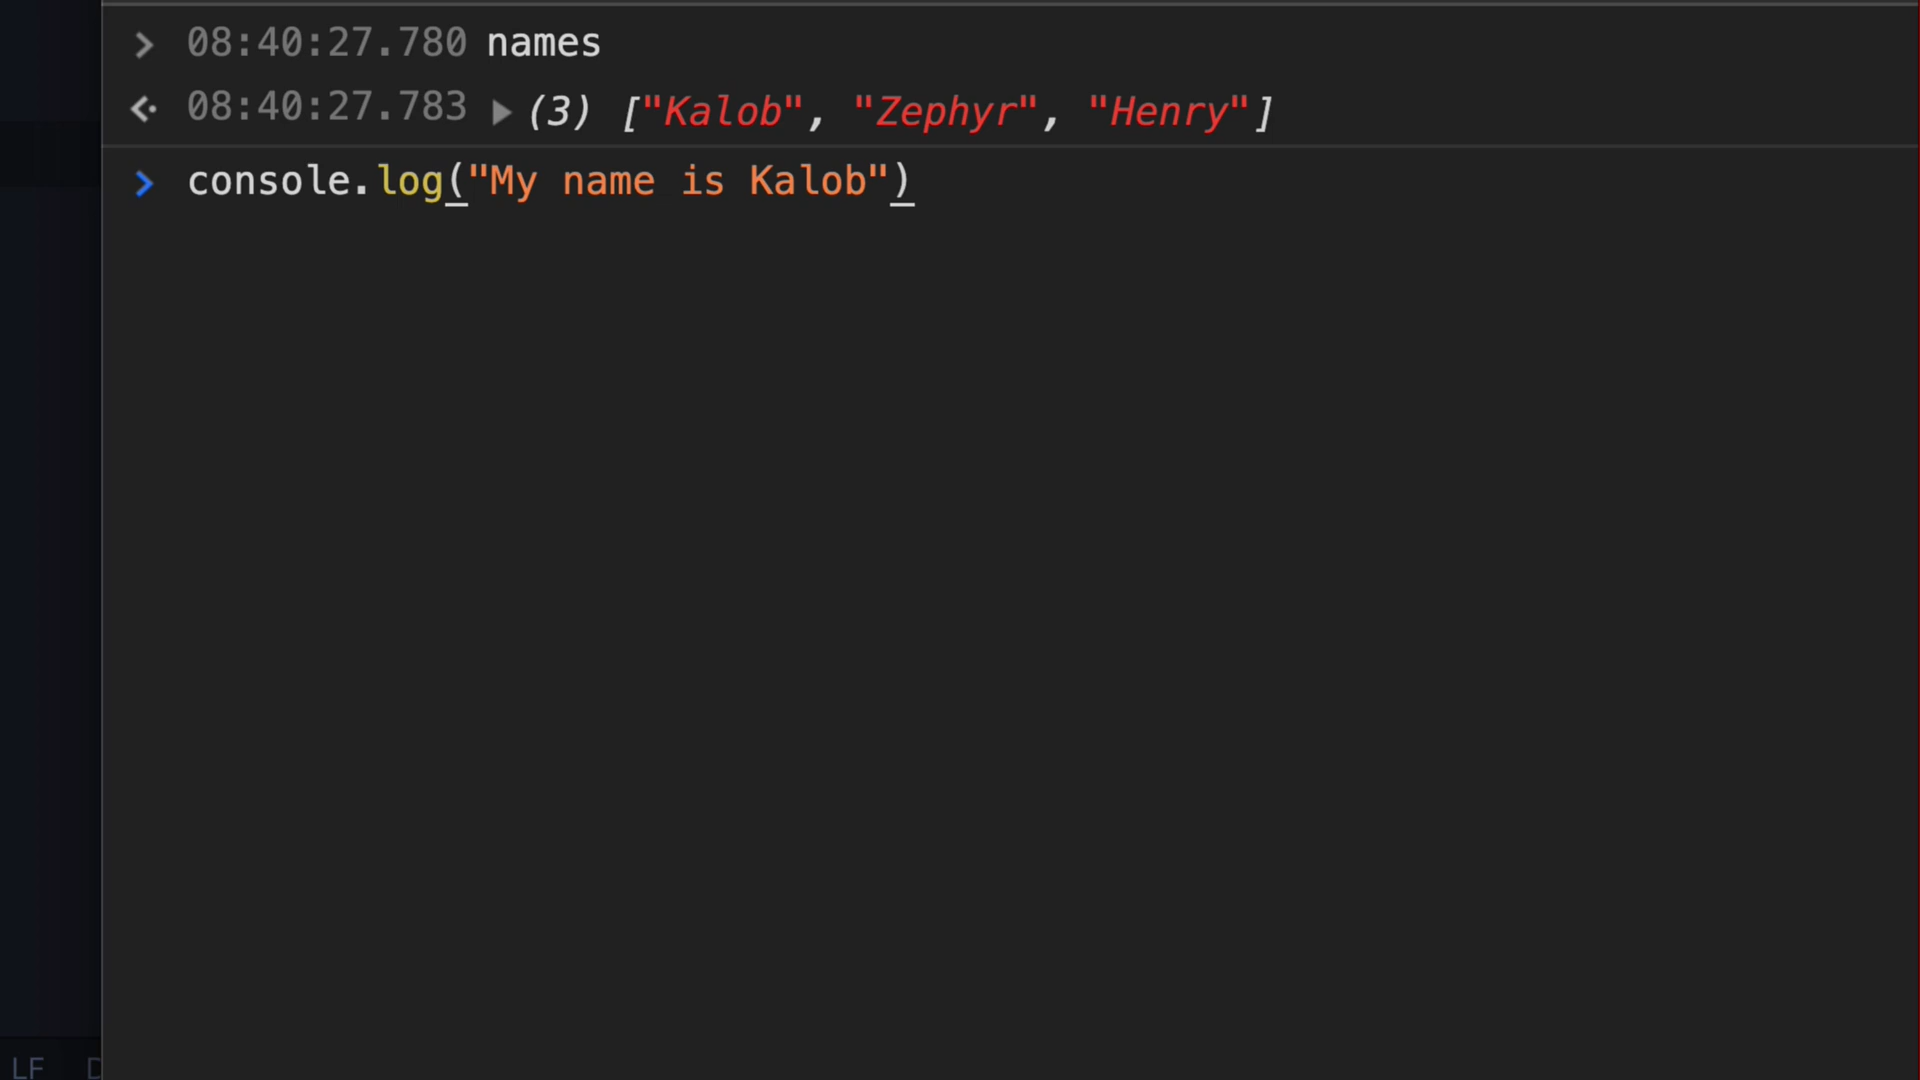 > 08:40:27.780 names
08:40:27.783 ▶ (3) ["Kalob", "Zephyr", "Henry"]
> console.log("My name is Kalob")
LF